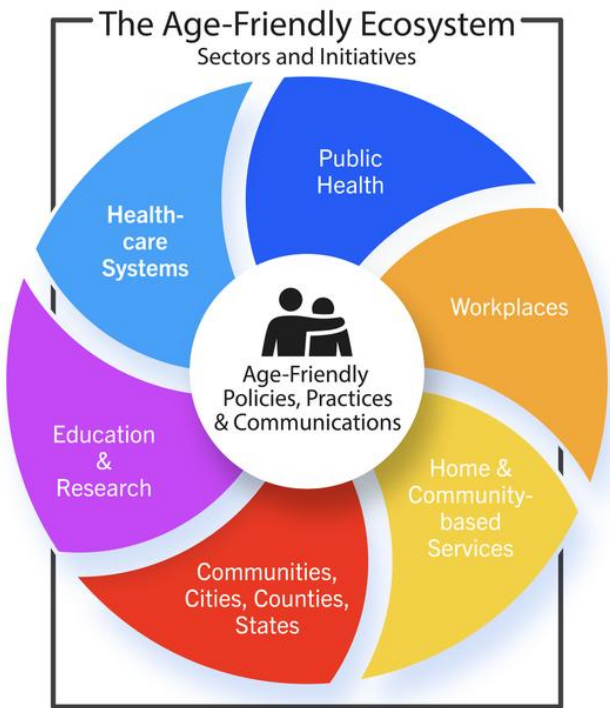 The Age-Friendly Ecosystem
Sectors and Initiatives
Public
Health
Health-
care
Systems
Workplaces
Age-Friendly
Policies, Practices
& Communications
Education
&
Research
Home &
Community-
based
Services
Communities,
Cities, Counties,
States